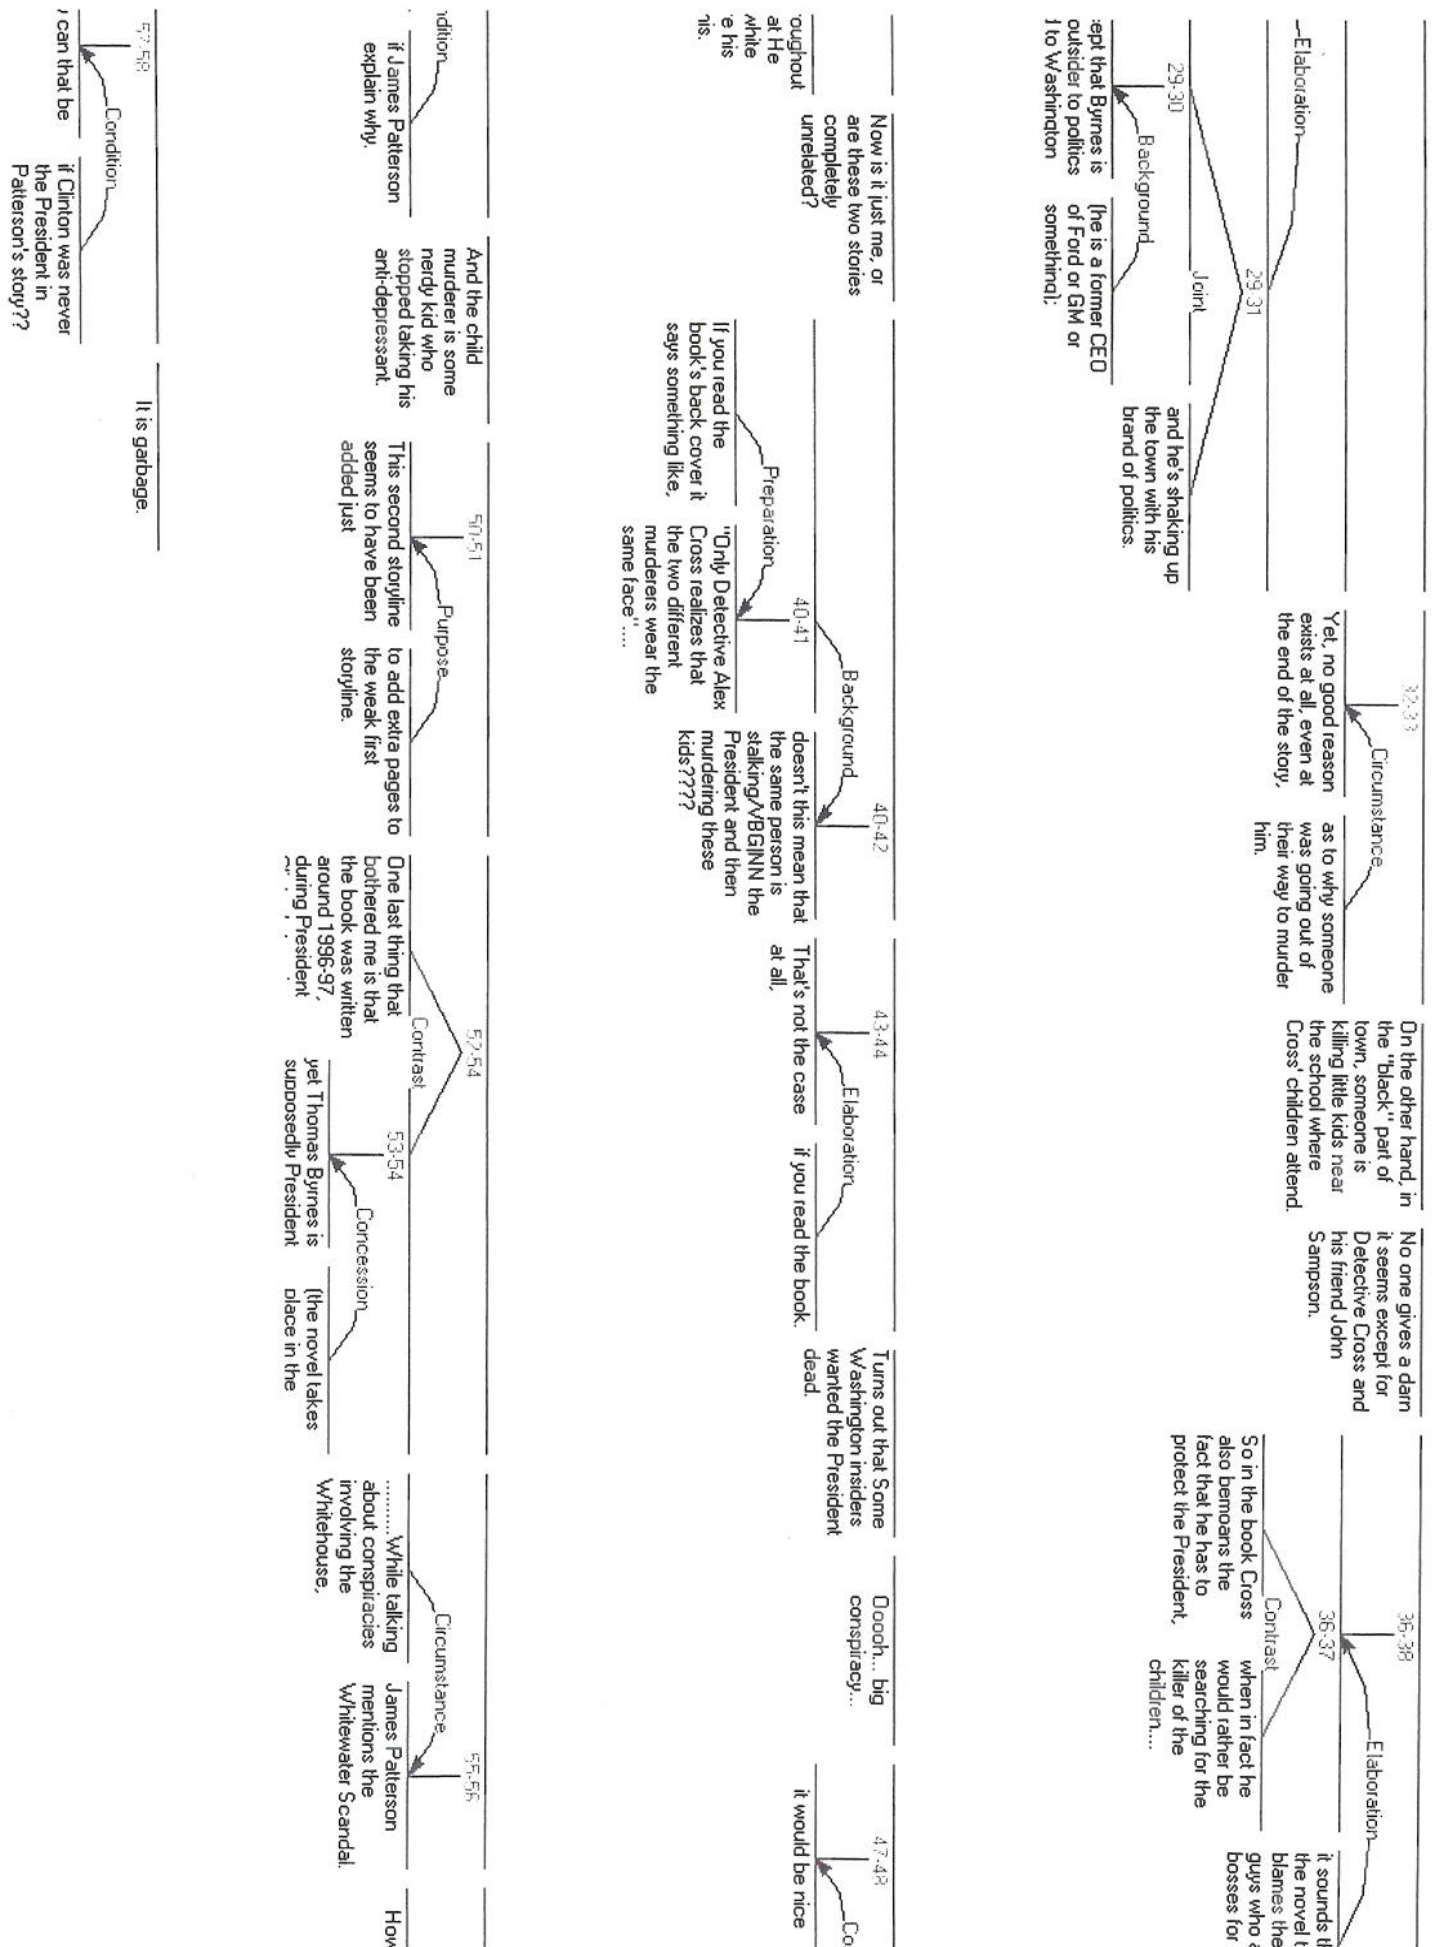 Elaboration
29-31
29-30
Joint
Background
ept that Byrnes is
outsider to politics
to Washington
(he is a former CEO
of Ford or GM or
something);
and he's shaking up
the town with his
brand of politics.
32-33
Circumstance
Yet, no good reason
exists at all, even at
the end of the story,
as to why someone
was going out of
their way to murder
him.
On the other hand, in
the "black" part of
town, someone is
killing little kids near
the school where
Cross' children attend.
No one gives a darn
it seems except for
Detective Cross and
his friend John
Sampson.
36-38
Elaboration
36-37
Contrast
So in the book Cross
also bemoans the
fact that he has to
protect the President,
when in fact he
would rather be
searching for the
killer of the
children....
it sounds th
the novel t
blames the
guys who a
bosses for
oughout
at He
white
e his
nis.
Now is it just me, or
are these two stories
completely
unrelated?
40-42
Background
40-41
Preparation
If you read the
book's back cover it
says something like,
"Only Detective Alex
Cross realizes that
the two different
murderers wear the
same face"....
doesn't this mean that
the same person is
stalking/VBG|NN the
President and then
murdering these
kids????
43-44
Elaboration
That's not the case
at all,
if you read the book.
Turns out that Some
Washington insiders
wanted the President
dead.
Ooooh... big
conspiracy...
47-48
Co
it would be nice
ndition
if James Patterson
explain why.
And the child
murderer is some
nerdy kid who
stopped taking his
anti-depressant.
50-51
Purpose
This second storyline
seems to have been
added just
to add extra pages to
the weak first
storyline.
52-54
Contrast
One last thing that
bothered me is that
the book was written
around 1996-97,
during President
53-54
Concession
yet Thomas Byrnes is
supposedly President
(the novel takes
place in the
55-56
Circumstance
.........While talking
about conspiracies
involving the
Whitehouse,
James Patterson
mentions the
Whitewater Scandal.
How
57-58
Condition
can that be
if Clinton was never
the President in
Patterson's story??
It is garbage.